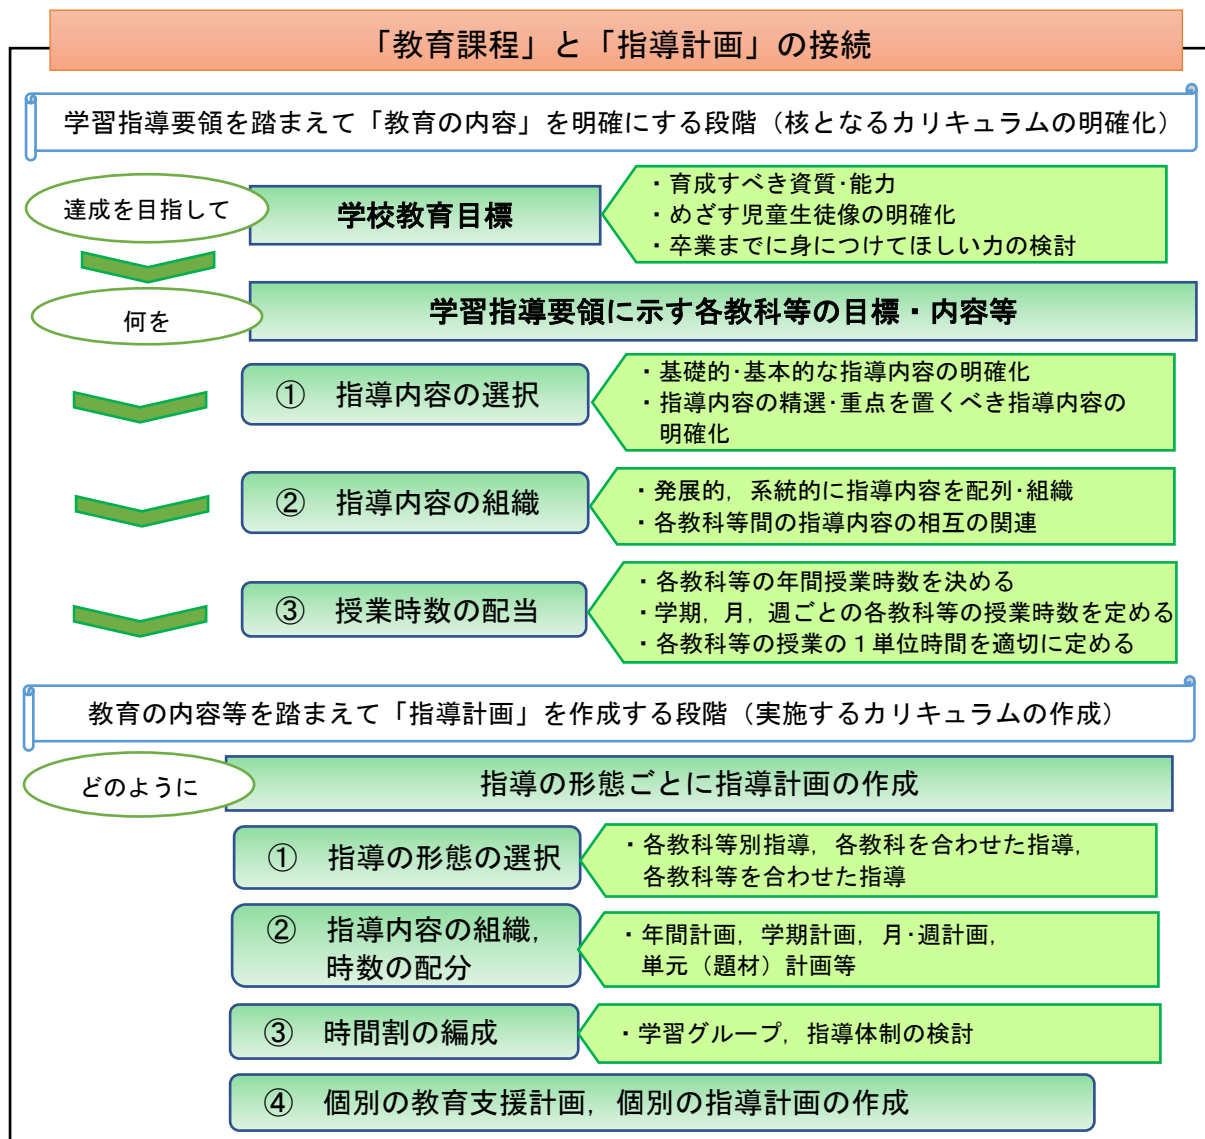 「教育課程」と「指導計画」の接続
学習指導要領を踏まえて「教育の内容」を明確にする段階（核となるカリキュラムの明確化）
達成を目指して
学校教育目標
・育成すべき資質･能力
・めざす児童生徒像の明確化
・卒業までに身につけてほしい力の検討
何を
学習指導要領に示す各教科等の目標・内容等
①　指導内容の選択
・基礎的･基本的な指導内容の明確化
・指導内容の精選･重点を置くべき指導内容の
明確化
②　指導内容の組織
・発展的，系統的に指導内容を配列･組織
・各教科等間の指導内容の相互の関連
③　授業時数の配当
・各教科等の年間授業時数を決める
・学期，月，週ごとの各教科等の授業時数を定める
・各教科等の授業の１単位時間を適切に定める
教育の内容等を踏まえて「指導計画」を作成する段階（実施するカリキュラムの作成）
どのように
指導の形態ごとに指導計画の作成
①　指導の形態の選択
・各教科等別指導，各教科を合わせた指導，
各教科等を合わせた指導
②　指導内容の組織，
時数の配分
・年間計画，学期計画，月･週計画，
単元（題材）計画等
③　時間割の編成
・学習グループ，指導体制の検討
④　個別の教育支援計画，個別の指導計画の作成